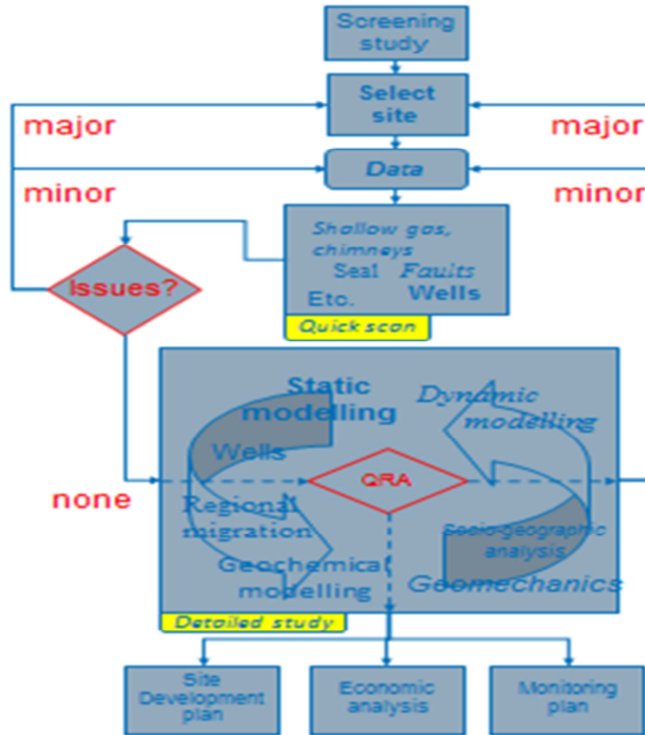 Screening
study
Select
site
major
major
Data
minor
minor
Shallow gas,
chimneys
Seal Faults
Etc. Wells
Issues?
Quick scan
Static
modelling
Dynamic
modelling
Wells
QRA
none
Regional
migration
Socio-geographic
analysis
Geochemical
modelling
Geomechanics
Detailed study
Site
Development
plan
Economic
analysis
Monitoring
plan